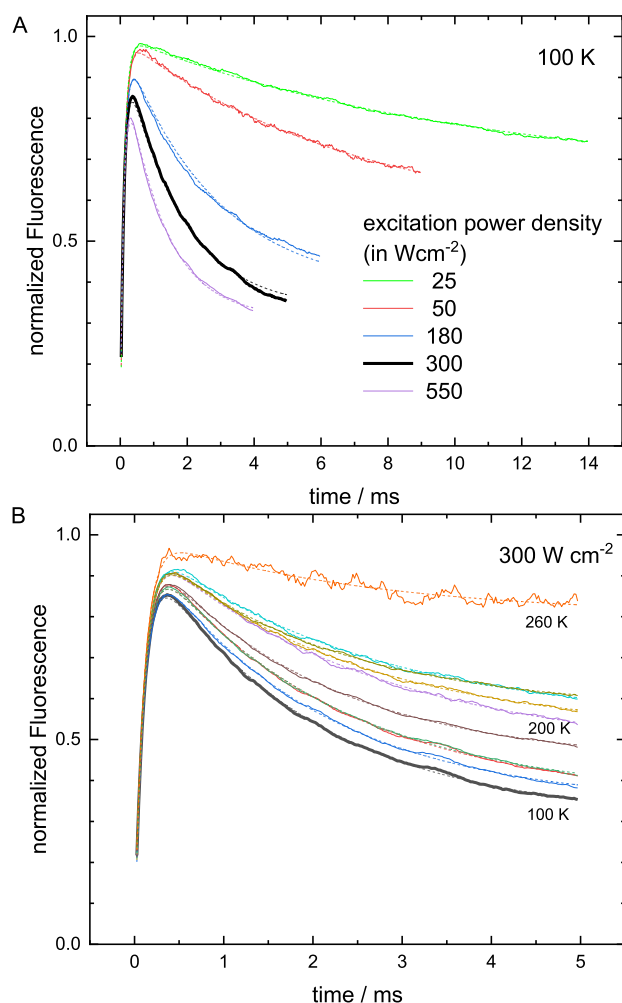 A
100 K
normalized Fluorescence
1.0
0.5
0.0
excitation power density
(in Wcm-2)
25
50
180
300
550
0 2 4 6 8 10 12 14
time / ms
B
300 W cm-2
normalized Fluorescence
1.0
0.5
0.0
260 K
200 K
100 K
0 1 2 3 4 5
time / ms